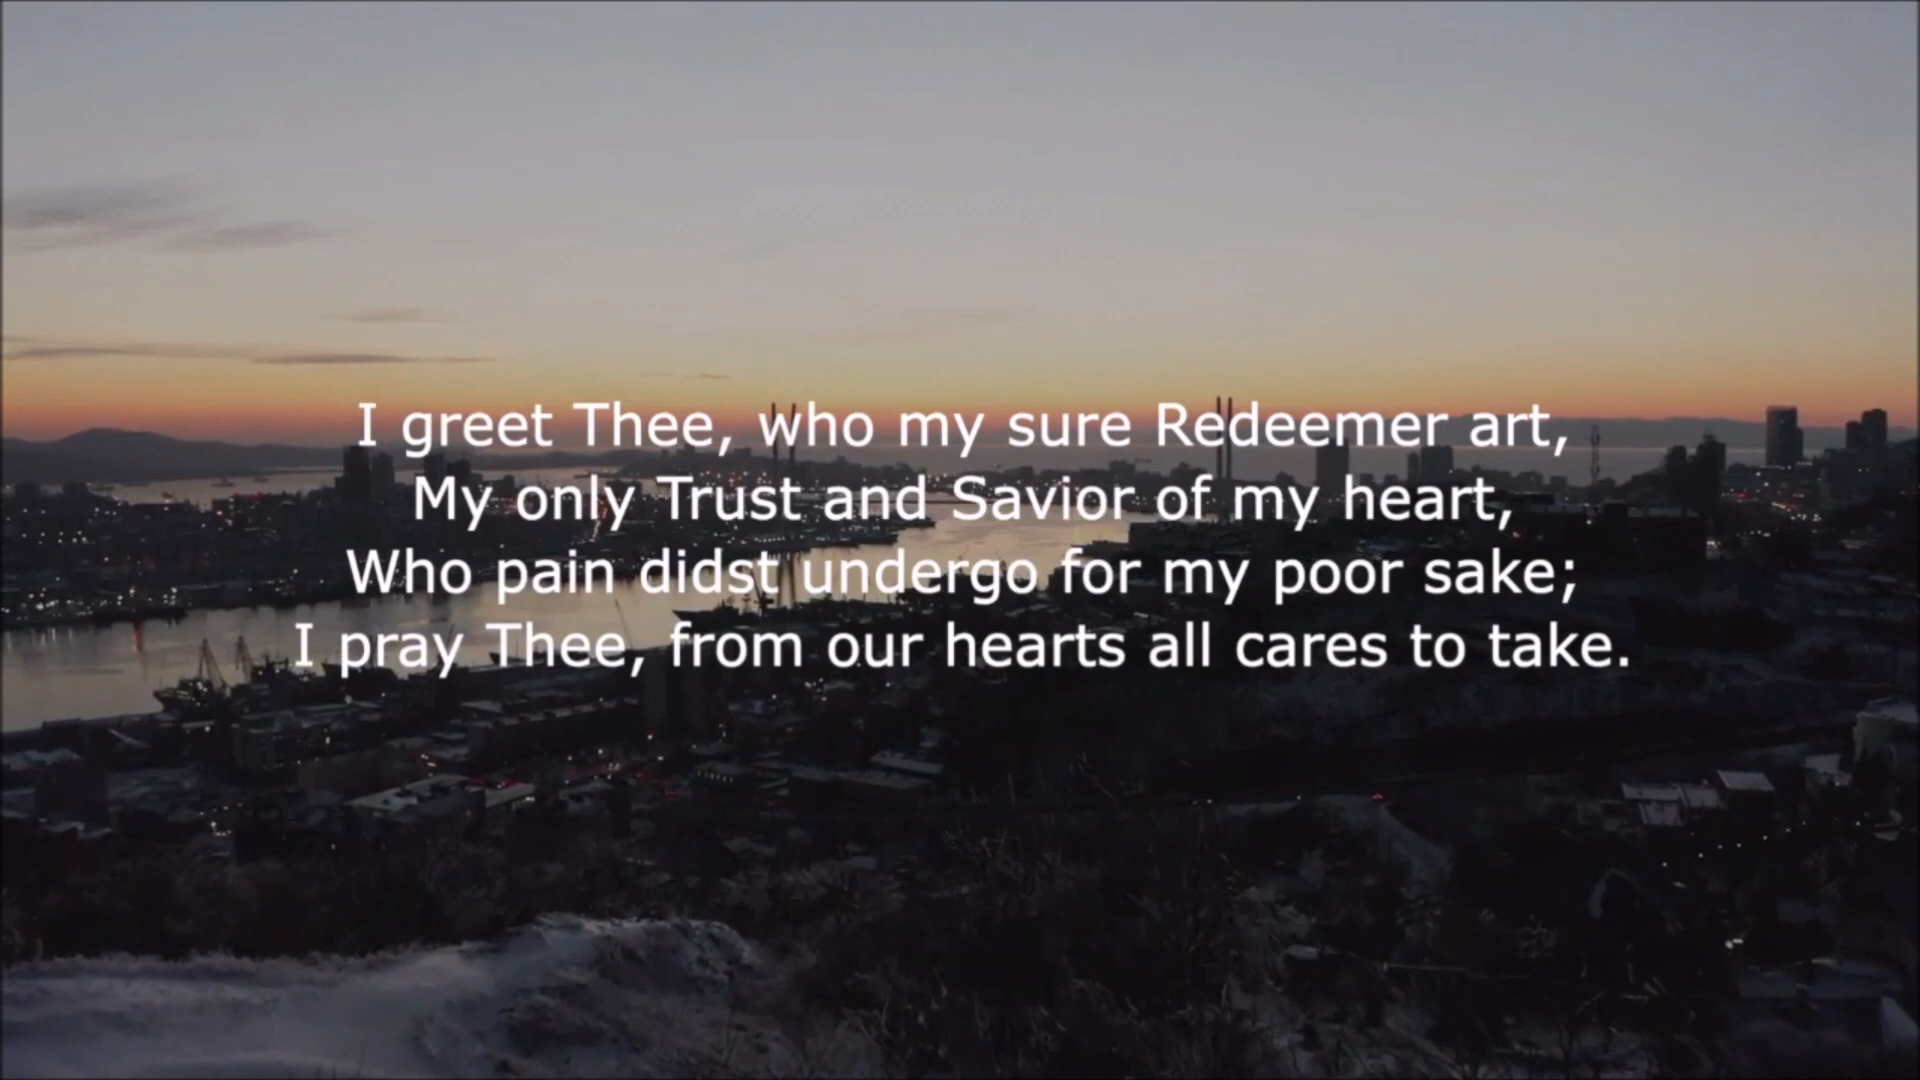 I greet Thee, who my sure Redeemer art,
My only Trust and Savior of my heart,
Who pain didst undergo for my poor sake;
I pray Thee, from our hearts all cares to take.